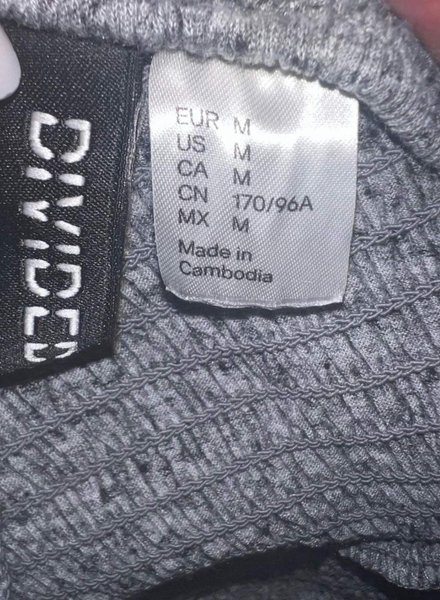 DIVIDED
EUR M
US M
CA M
CN 170/96A
MX M
Made in
Cambodia